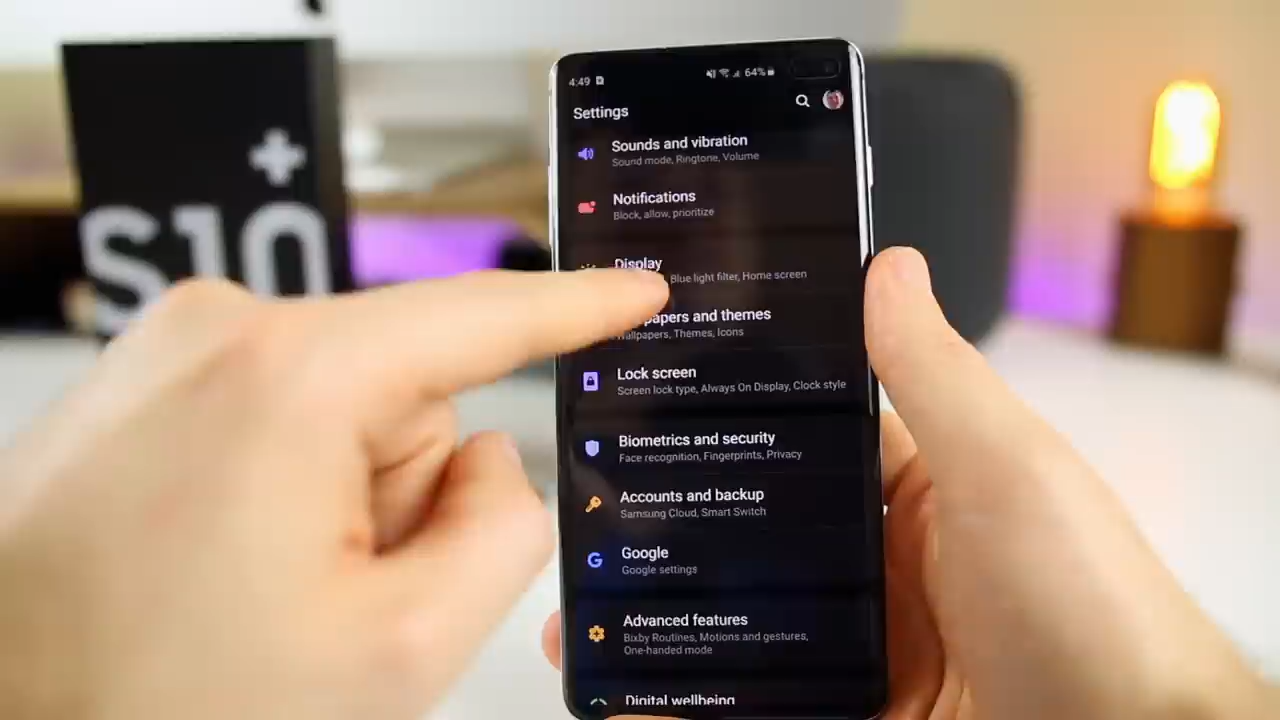 S10
+
4:49
64%
Settings
Sounds and vibration
Sound mode, Ringtone, Volume
Notifications
Block, allow, prioritize
Display
Blue light filter, Home screen
papers and themes
Wallpapers, Themes, Icons
Lock screen
Screen lock type, Always On Display, Clock style
Biometrics and security
Face recognition, Fingerprints, Privacy
Accounts and backup
Samsung Cloud, Smart Switch
G
Google
Google settings
Advanced features
Bixby Routines, Motions and gestures,
One-handed mode
Digital wellbeing